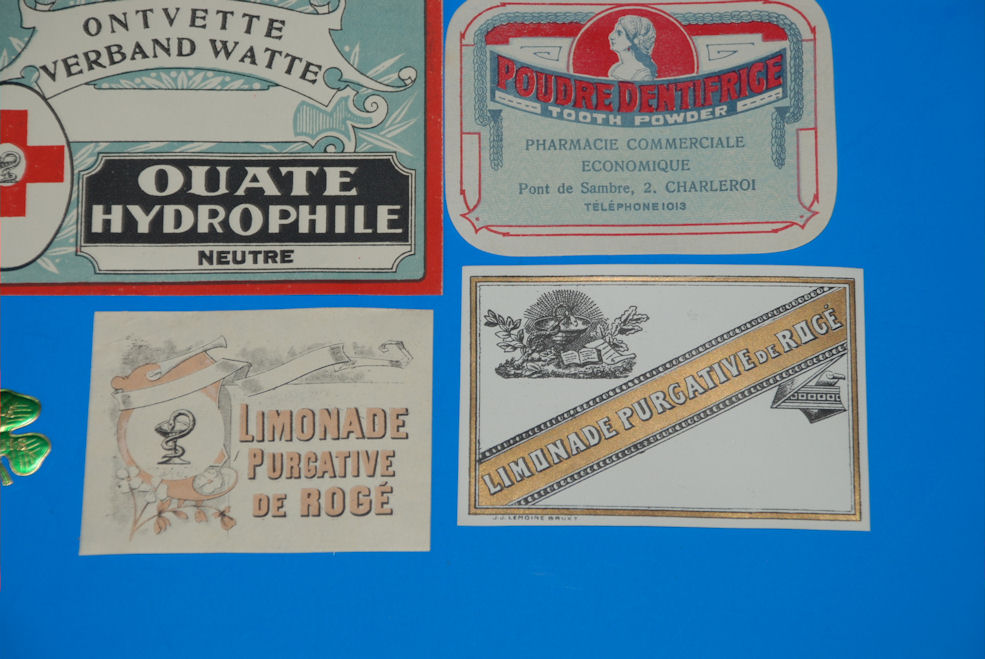 ONTVETTE
VERBAND WATTE
OUATE
HYDROPHILE
NEUTRE
POUDRE DENTIFRICE
TOOTH POWDER
PHARMACIE COMMERCIALE
ECONOMIQUE
Pont de Sambre, 2. CHARLEROI
TÉLÉPHONE 1013
LIMONADE
PURGATIVE
DE ROGÉ
LIMONADE PURGATIVE DE ROGÉ
J.J. LEMOINE BRUXT